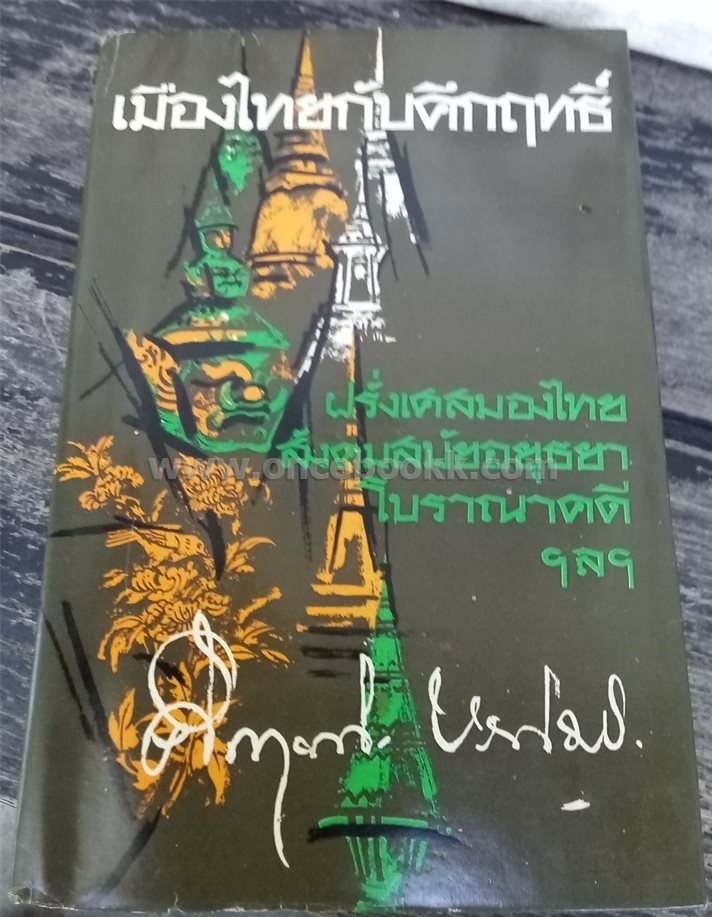 เมืองไทยกับคึกฤทธิ์
ฝรั่งเศสมองไทย
สังคมสมัยอยุธยา
โบราณาคดี
ฯลฯ
www.oncebookk.com
คึกฤทธิ์ ปราโมช.